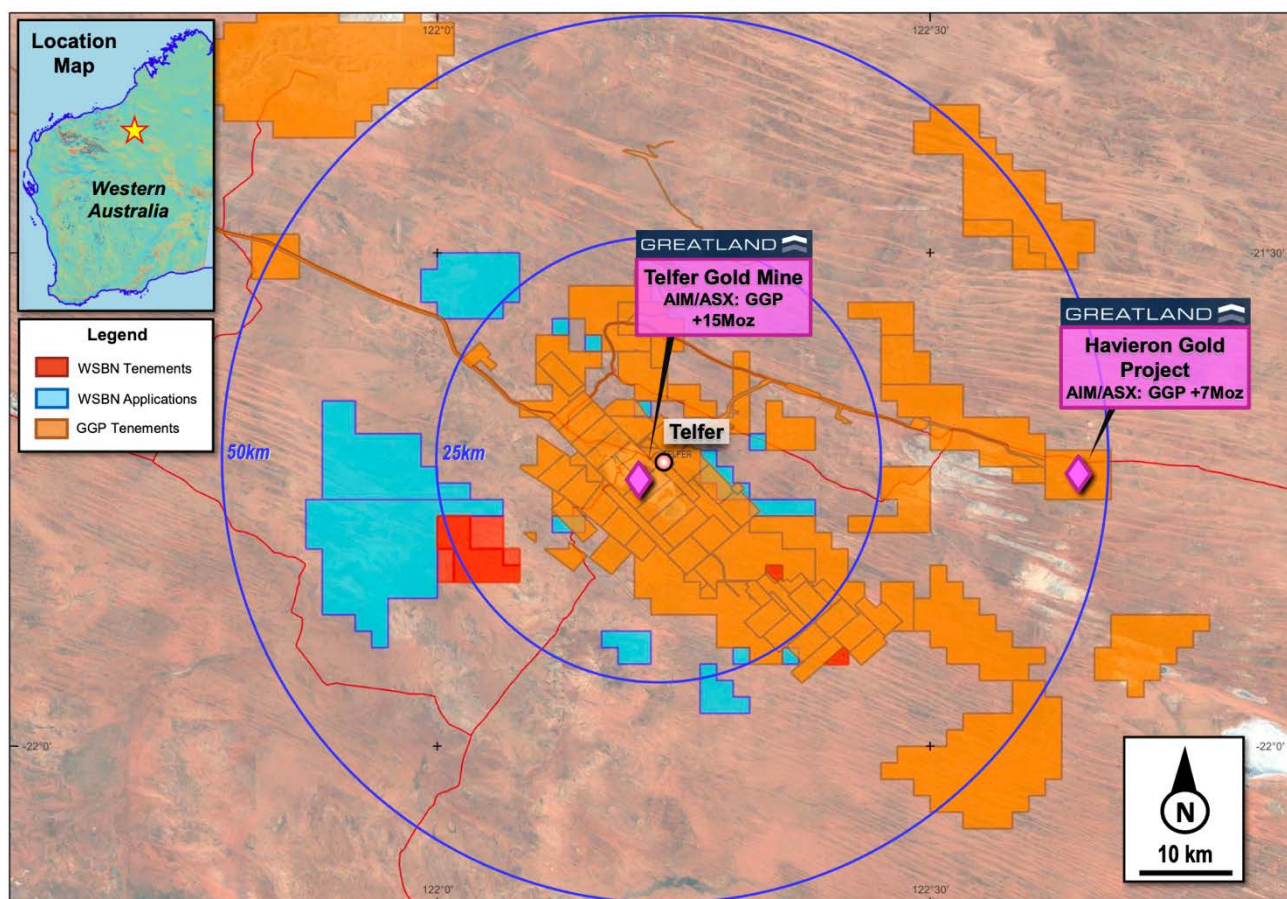 Location
Map
Western
Australia
Legend
WSBN Tenements
WSBN Applications
GGP Tenements
122°0'
122°30'
-21°30'
GREATLAND
Telfer Gold Mine
AIM/ASX: GGP
+15Moz
GREATLAND
Havieron Gold
Project
AIM/ASX: GGP +7Moz
Telfer
50km
25km
-22°0'
-22°0'
122°0'
122°30'
N
10 km